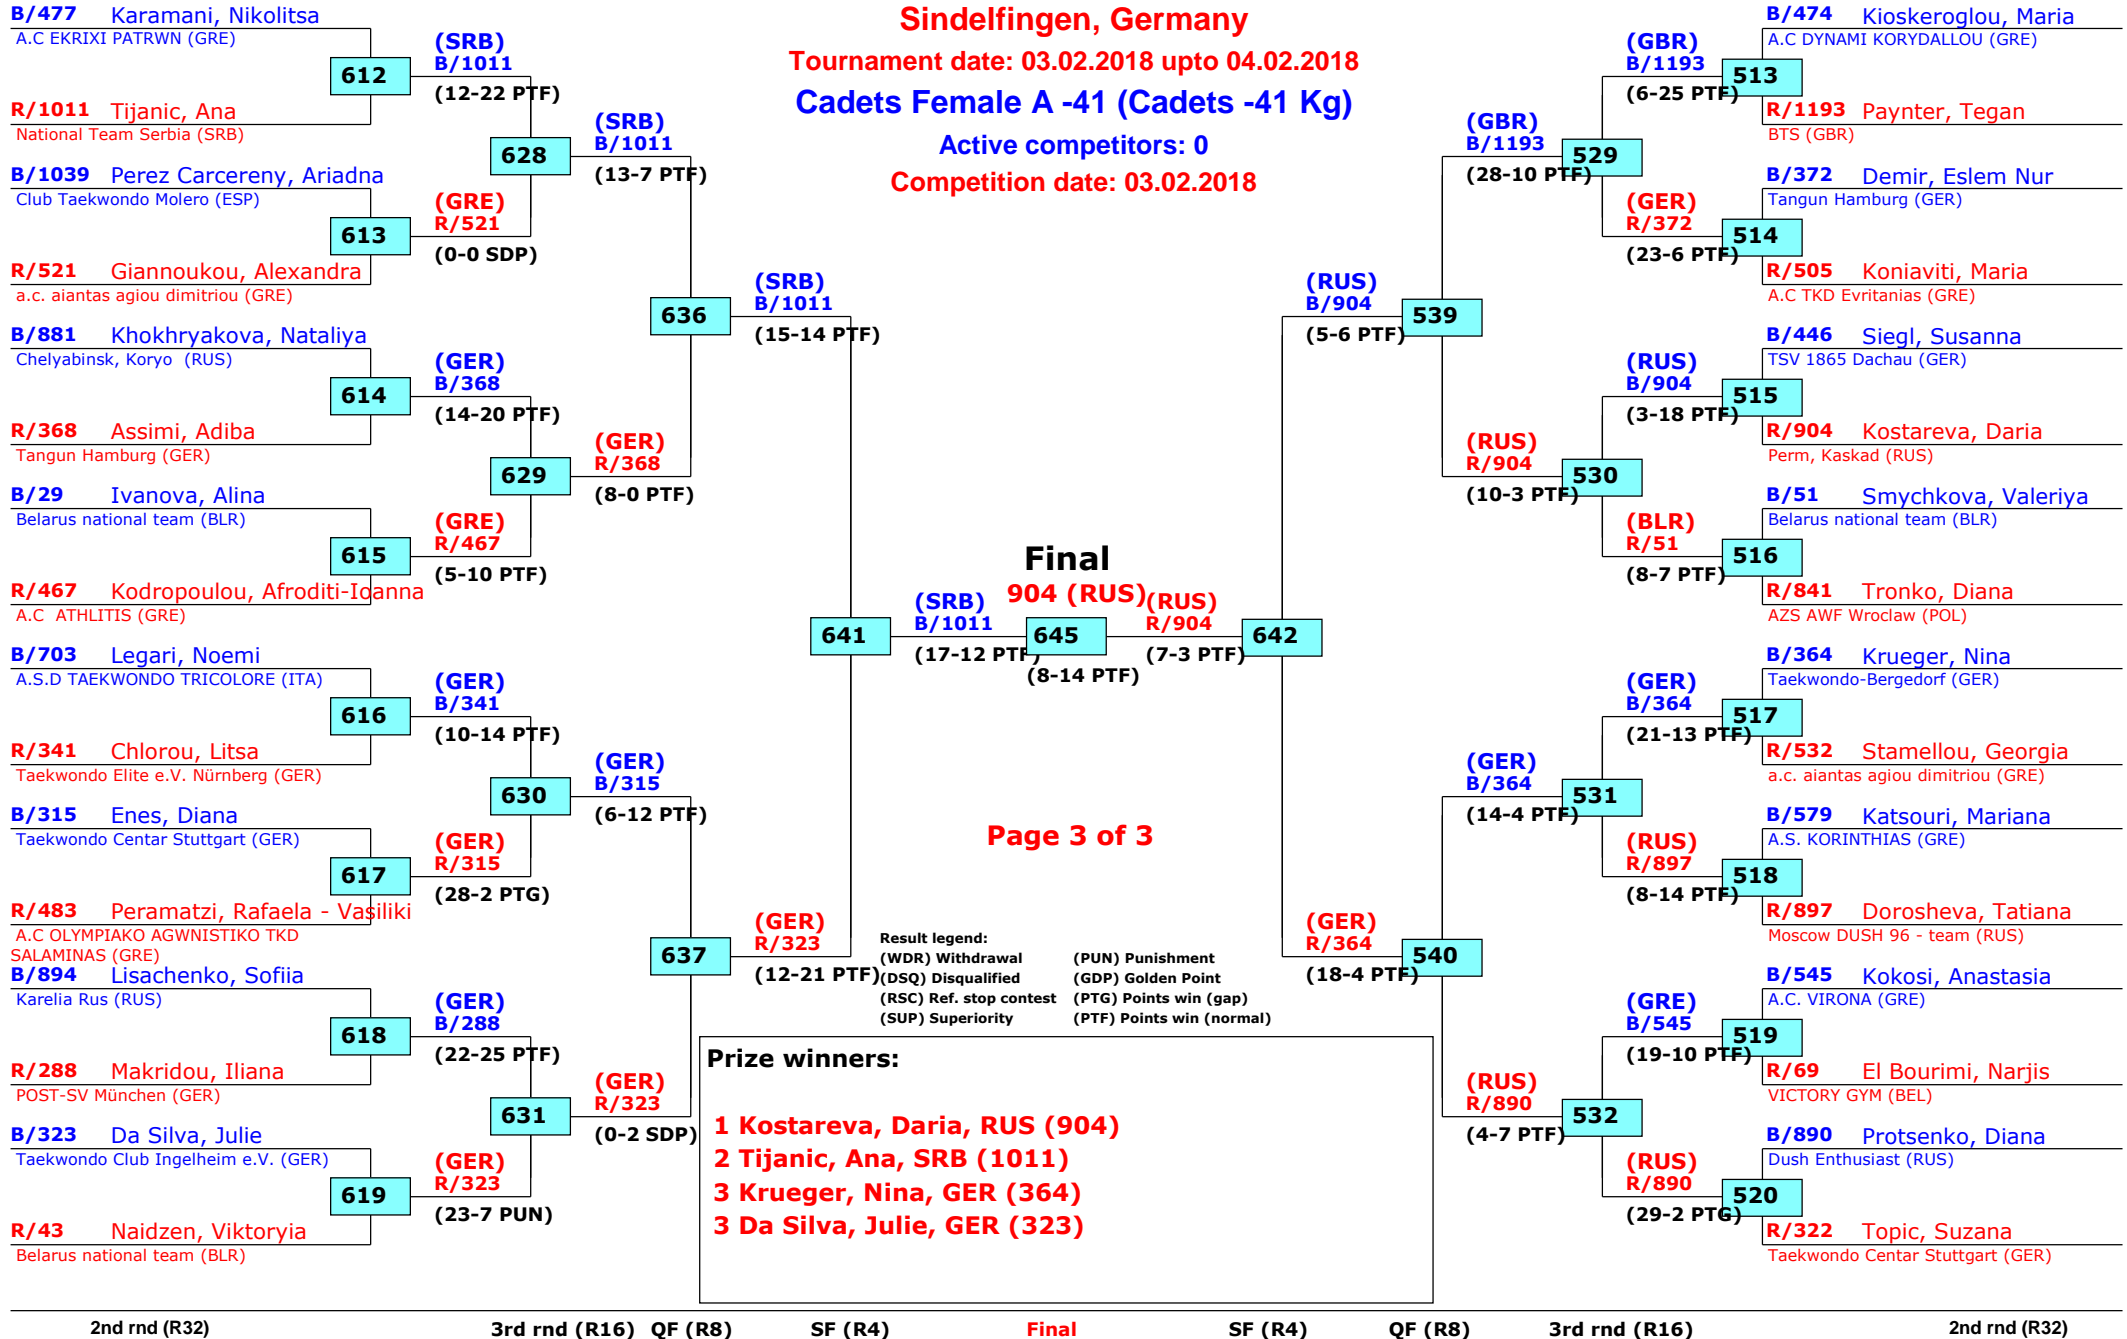 Sindelfingen, Germany
Tournament date: 03.02.2018 upto 04.02.2018
Cadets Female A -41 (Cadets -41 Kg)
Active competitors: 0
Competition date: 03.02.2018
B/477 Karamani, Nikolitsa
A.C EKRIXI PATRWN (GRE)
612
R/1011 Tijanic, Ana
National Team Serbia (SRB)
B/1039 Perez Carcereny, Ariadna
Club Taekwondo Molero (ESP)
613
R/521 Giannoukou, Alexandra
a.c. aiantas agiou dimitriou (GRE)
B/881 Khokhryakova, Nataliya
Chelyabinsk, Koryo (RUS)
614
R/368 Assimi, Adiba
Tangun Hamburg (GER)
B/29 Ivanova, Alina
Belarus national team (BLR)
615
R/467 Kodropoulou, Afroditi-Ioanna
A.C ATHLITIS (GRE)
B/703 Legari, Noemi
A.S.D TAEKWONDO TRICOLORE (ITA)
616
R/341 Chlorou, Litsa
Taekwondo Elite e.V. Nürnberg (GER)
B/315 Enes, Diana
Taekwondo Centar Stuttgart (GER)
617
R/483 Peramatzi, Rafaela - Vasiliki
A.C OLYMPIAKO AGWNISTIKO TKD
SALAMINAS (GRE)
B/894 Lisachenko, Sofiia
Karelia Rus (RUS)
618
R/288 Makridou, Iliana
POST-SV München (GER)
B/323 Da Silva, Julie
Taekwondo Club Ingelheim e.V. (GER)
619
R/43 Naidzen, Viktoryia
Belarus national team (BLR)
(SRB)
B/1011
(12-22 PTF)
628
(GRE)
R/521
(0-0 SDP)
(GER)
B/368
(14-20 PTF)
629
(GRE)
R/467
(5-10 PTF)
(GER)
B/341
(10-14 PTF)
630
(GER)
R/315
(28-2 PTG)
(GER)
B/288
(22-25 PTF)
631
(GER)
R/323
(23-7 PUN)
(SRB)
B/1011
(13-7 PTF)
636
(GER)
R/368
(8-0 PTF)
(GER)
B/315
(6-12 PTF)
637
(GER)
R/323
(0-2 SDP)
(SRB)
B/1011
(15-14 PTF)
641
(GER)
R/323
(12-21 PTF)
Final
904 (RUS)
(SRB)
B/1011
(17-12 PTF)
645
(8-14 PTF)
(RUS)
R/904
(7-3 PTF)
642
Page 3 of 3
(RUS)
B/904
(5-6 PTF)
539
(GER)
R/364
(18-4 PTF)
540
(GBR)
B/1193
(28-10 PTF)
529
(RUS)
R/904
(10-3 PTF)
530
(GER)
B/364
(14-4 PTF)
531
(RUS)
R/890
(4-7 PTF)
532
(GBR)
B/1193
(6-25 PTF)
513
(GER)
R/372
(23-6 PTF)
514
(RUS)
B/904
(3-18 PTF)
515
(BLR)
R/51
(8-7 PTF)
516
(GER)
B/364
(21-13 PTF)
517
(RUS)
R/897
(8-14 PTF)
518
(GRE)
B/545
(19-10 PTF)
519
(RUS)
R/890
(29-2 PTG)
520
B/474 Kioskeroglou, Maria
A.C DYNAMI KORYDALLOU (GRE)
R/1193 Paynter, Tegan
BTS (GBR)
B/372 Demir, Eslem Nur
Tangun Hamburg (GER)
R/505 Koniaviti, Maria
A.C TKD Evritanias (GRE)
B/446 Siegl, Susanna
TSV 1865 Dachau (GER)
R/904 Kostareva, Daria
Perm, Kaskad (RUS)
B/51 Smychkova, Valeriya
Belarus national team (BLR)
R/841 Tronko, Diana
AZS AWF Wroclaw (POL)
B/364 Krueger, Nina
Taekwondo-Bergedorf (GER)
R/532 Stamellou, Georgia
a.c. aiantas agiou dimitriou (GRE)
B/579 Katsouri, Mariana
A.S. KORINTHIAS (GRE)
R/897 Dorosheva, Tatiana
Moscow DUSH 96 - team (RUS)
B/545 Kokosi, Anastasia
A.C. VIRONA (GRE)
R/69 El Bourimi, Narjis
VICTORY GYM (BEL)
B/890 Protsenko, Diana
Dush Enthusiast (RUS)
R/322 Topic, Suzana
Taekwondo Centar Stuttgart (GER)
Result legend:
(WDR) Withdrawal (PUN) Punishment
(DSQ) Disqualified (GDP) Golden Point
(RSC) Ref. stop contest (PTG) Points win (gap)
(SUP) Superiority (PTF) Points win (normal)
Prize winners:
1 Kostareva, Daria, RUS (904)
2 Tijanic, Ana, SRB (1011)
3 Krueger, Nina, GER (364)
3 Da Silva, Julie, GER (323)
2nd rnd (R32) 3rd rnd (R16) QF (R8) SF (R4) Final SF (R4) QF (R8) 3rd rnd (R16) 2nd rnd (R32)